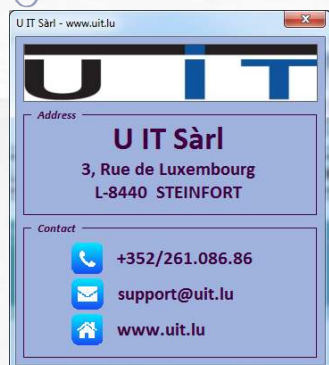 U IT Sàrl - www.uit.lu
U IT
Address
U IT Sàrl
3, Rue de Luxembourg
L-8440 STEINFORT
Contact
+352/261.086.86
support@uit.lu
www.uit.lu